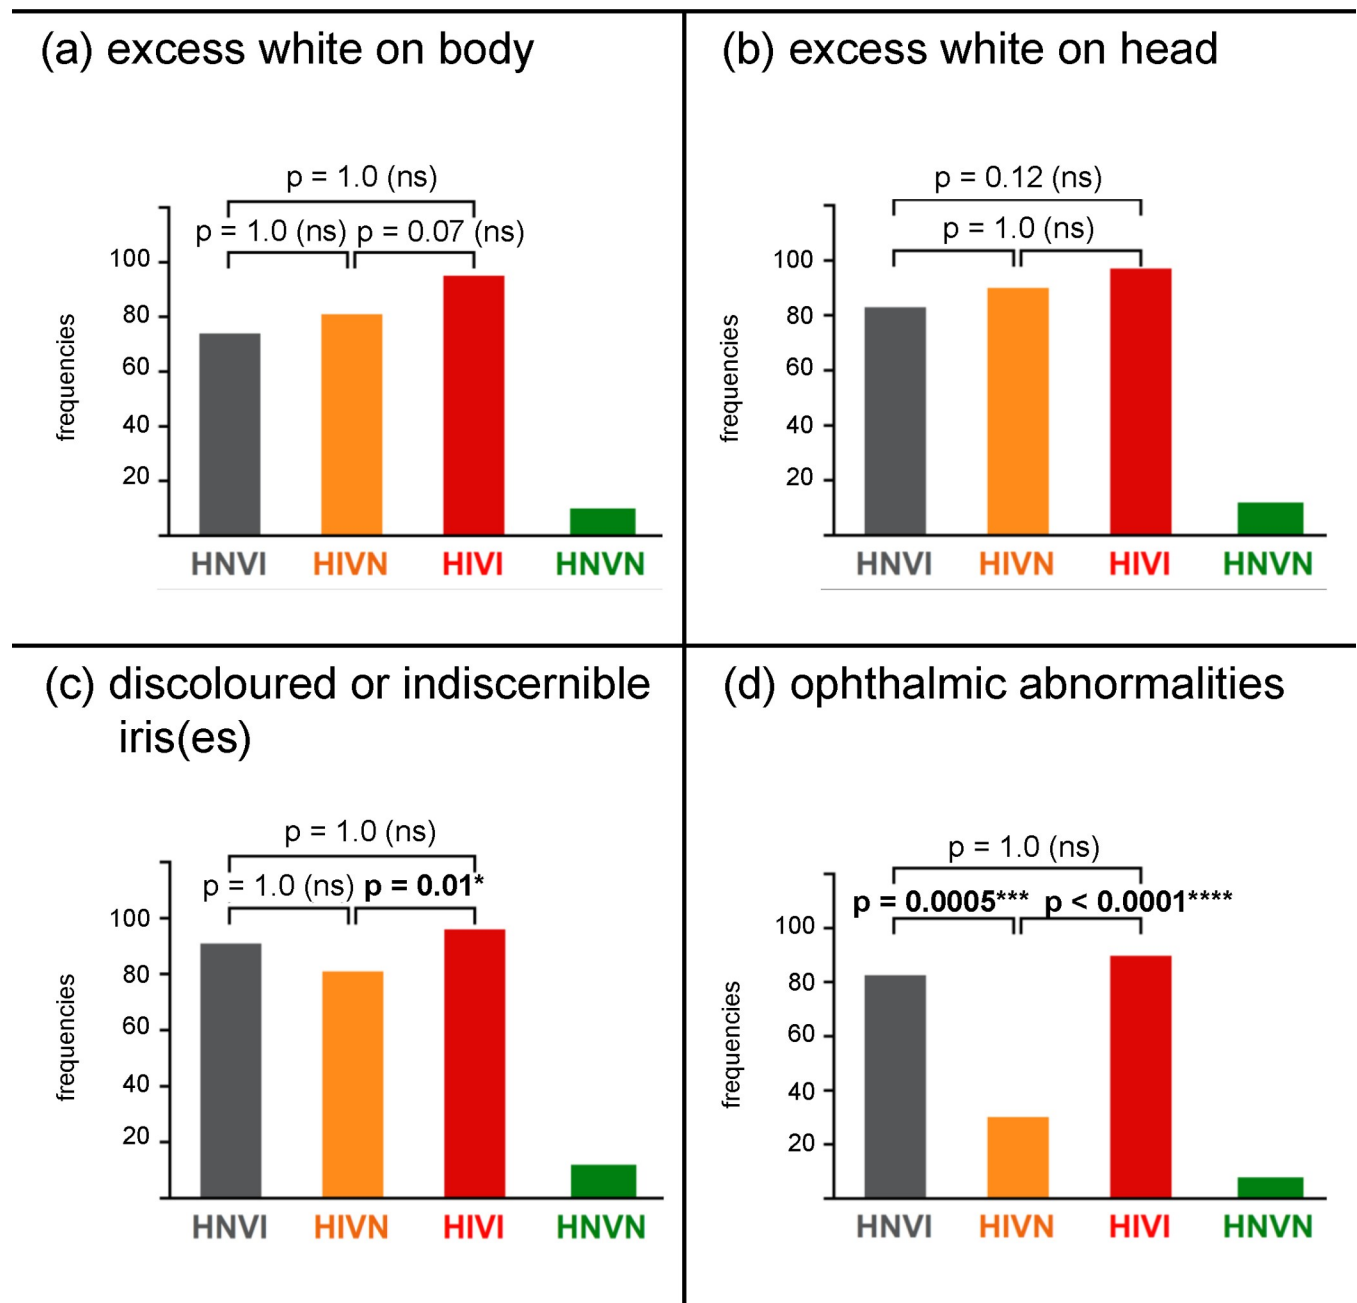 (a) excess white on body
p = 1.0 (ns)
p = 1.0 (ns) p = 0.07 (ns)
100
80
60
40
20
frequencies
HNVI HIVN HIVI HNVN
(b) excess white on head
p = 0.12 (ns)
p = 1.0 (ns)
100
80
60
40
20
frequencies
HNVI HIVN HIVI HNVN
(c) discoloured or indiscernible
iris(es)
p = 1.0 (ns)
p = 1.0 (ns) p = 0.01*
100
80
60
40
20
frequencies
HNVI HIVN HIVI HNVN
(d) ophthalmic abnormalities
p = 1.0 (ns)
p = 0.0005*** p < 0.0001****
100
80
60
40
20
frequencies
HNVI HIVN HIVI HNVN